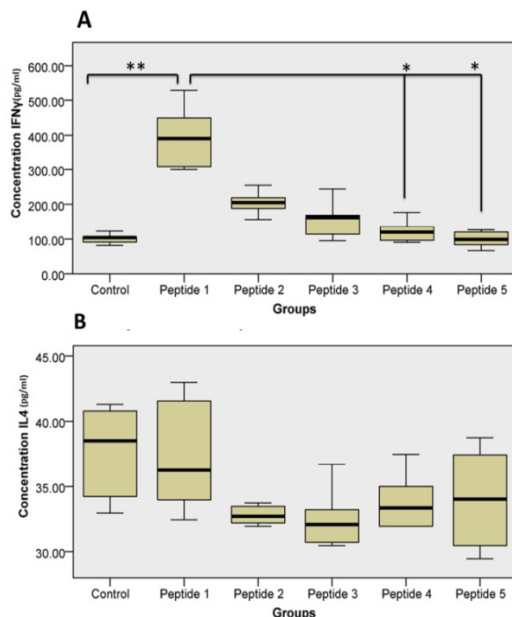 A
**
*
*
Concentration IFNγ(pg/ml)
600.00
500.00
400.00
300.00
200.00
100.00
0.00
Control Peptide 1 Peptide 2 Peptide 3 Peptide 4 Peptide 5
Groups
B
Concentration IL4 (pg/ml)
45.00
40.00
35.00
30.00
Control Peptide 1 Peptide 2 Peptide 3 Peptide 4 Peptide 5
Groups